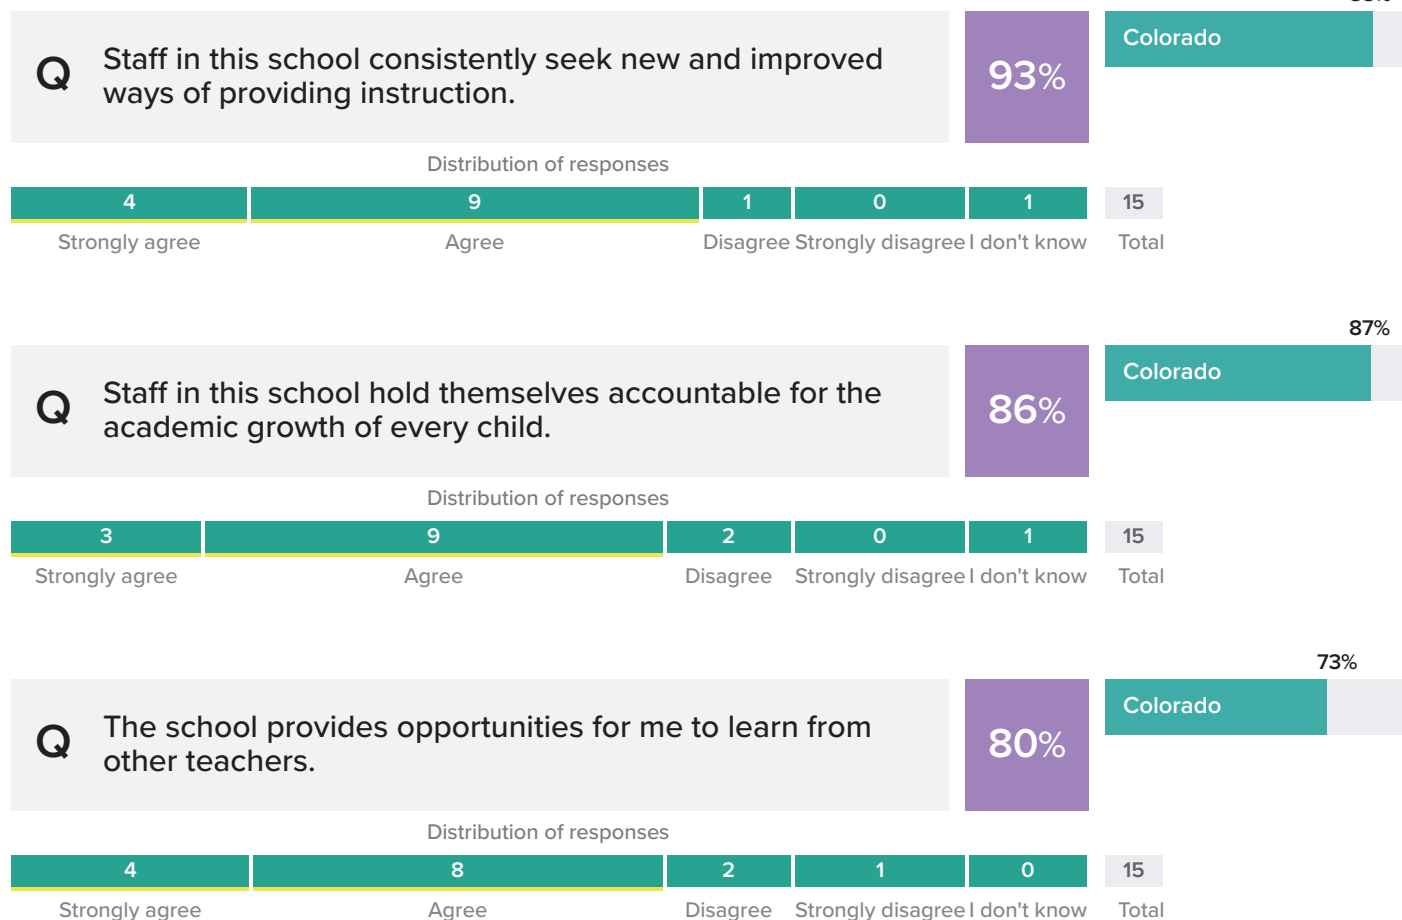 Q
Staff in this school consistently seek new and improved
ways of providing instruction.
93%
Colorado
Distribution of responses
4 9 1 0 1 15
Strongly agree Agree Disagree Strongly disagree I don't know Total
87%
Q
Staff in this school hold themselves accountable for the
academic growth of every child.
86%
Colorado
Distribution of responses
3 9 2 0 1 15
Strongly agree Agree Disagree Strongly disagree I don't know Total
73%
Q
The school provides opportunities for me to learn from
other teachers.
80%
Colorado
Distribution of responses
4 8 2 1 0 15
Strongly agree Agree Disagree Strongly disagree I don't know Total